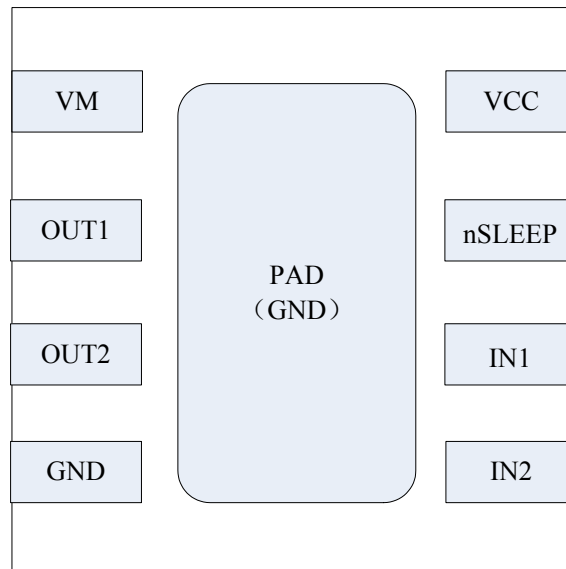 VM
VCC
OUT1
nSLEEP
PAD
（GND）
OUT2
IN1
GND
IN2